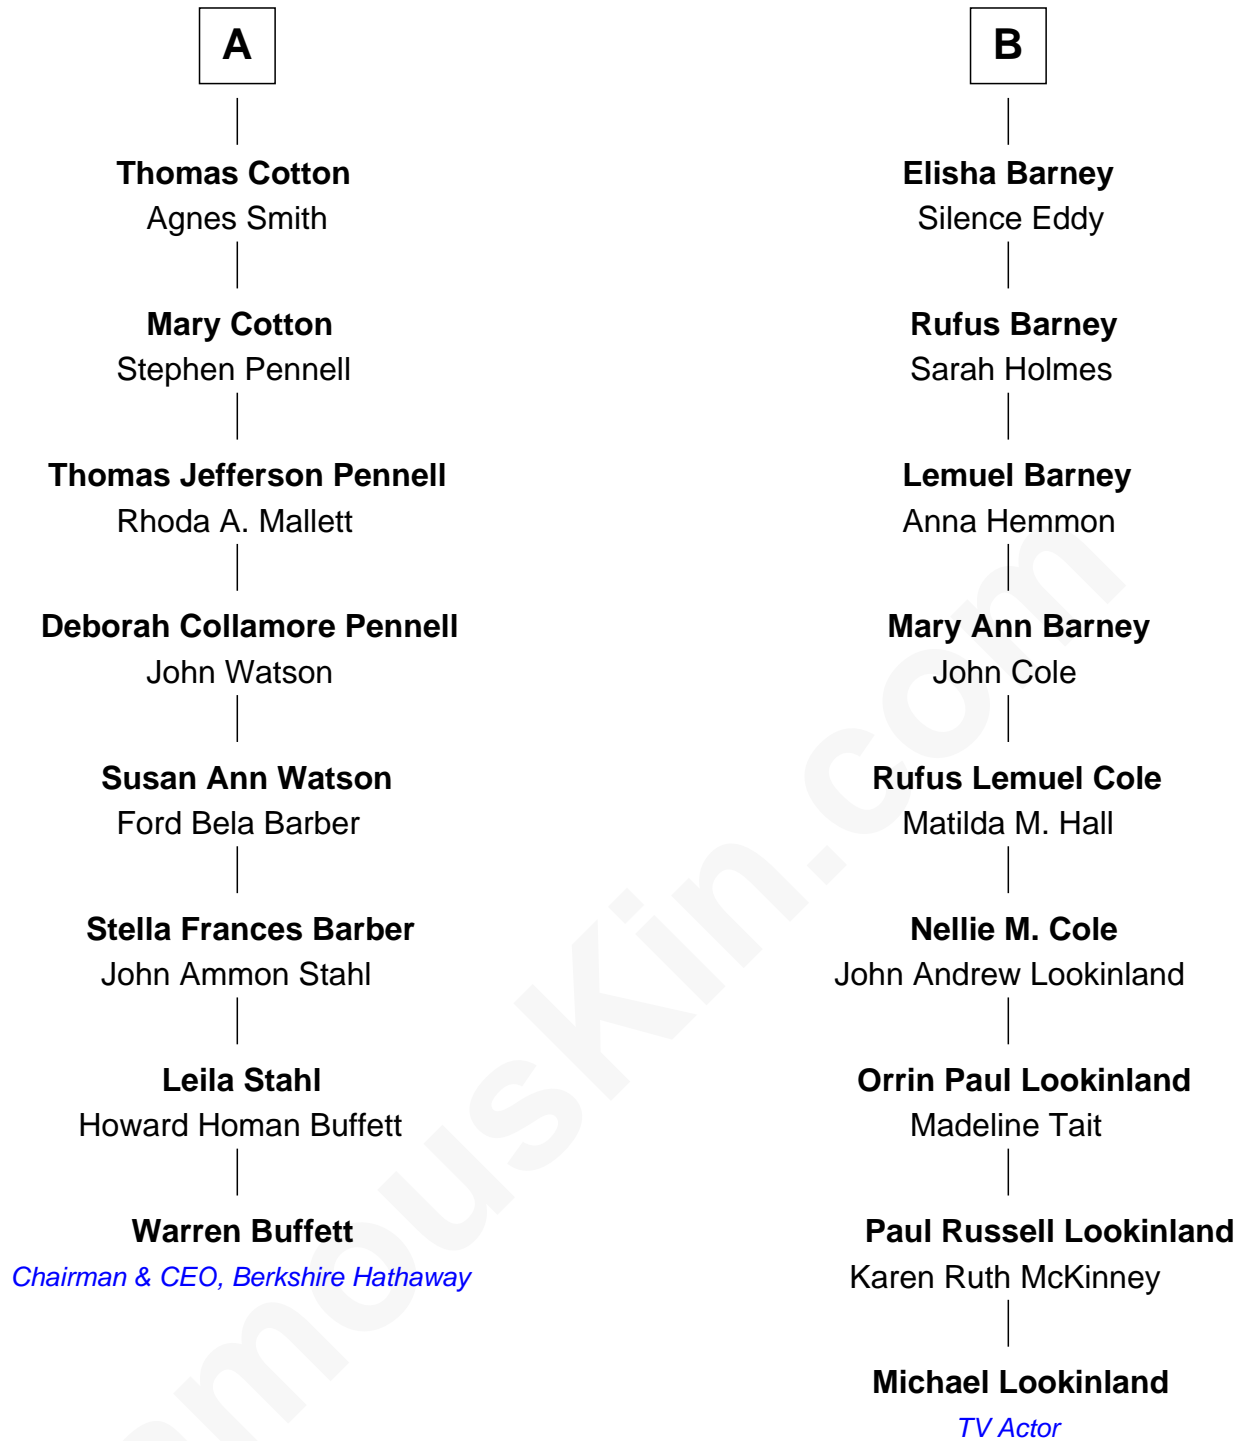 A
Thomas Cotton
Agnes Smith
Mary Cotton
Stephen Pennell
Thomas Jefferson Pennell
Rhoda A. Mallett
Deborah Collamore Pennell
John Watson
Susan Ann Watson
Ford Bela Barber
Stella Frances Barber
John Ammon Stahl
Leila Stahl
Howard Homan Buffett
Warren Buffett
Chairman & CEO, Berkshire Hathaway
B
Elisha Barney
Silence Eddy
Rufus Barney
Sarah Holmes
Lemuel Barney
Anna Hemmon
Mary Ann Barney
John Cole
Rufus Lemuel Cole
Matilda M. Hall
Nellie M. Cole
John Andrew Lookinland
Orrin Paul Lookinland
Madeline Tait
Paul Russell Lookinland
Karen Ruth McKinney
Michael Lookinland
TV Actor
amouskin.com